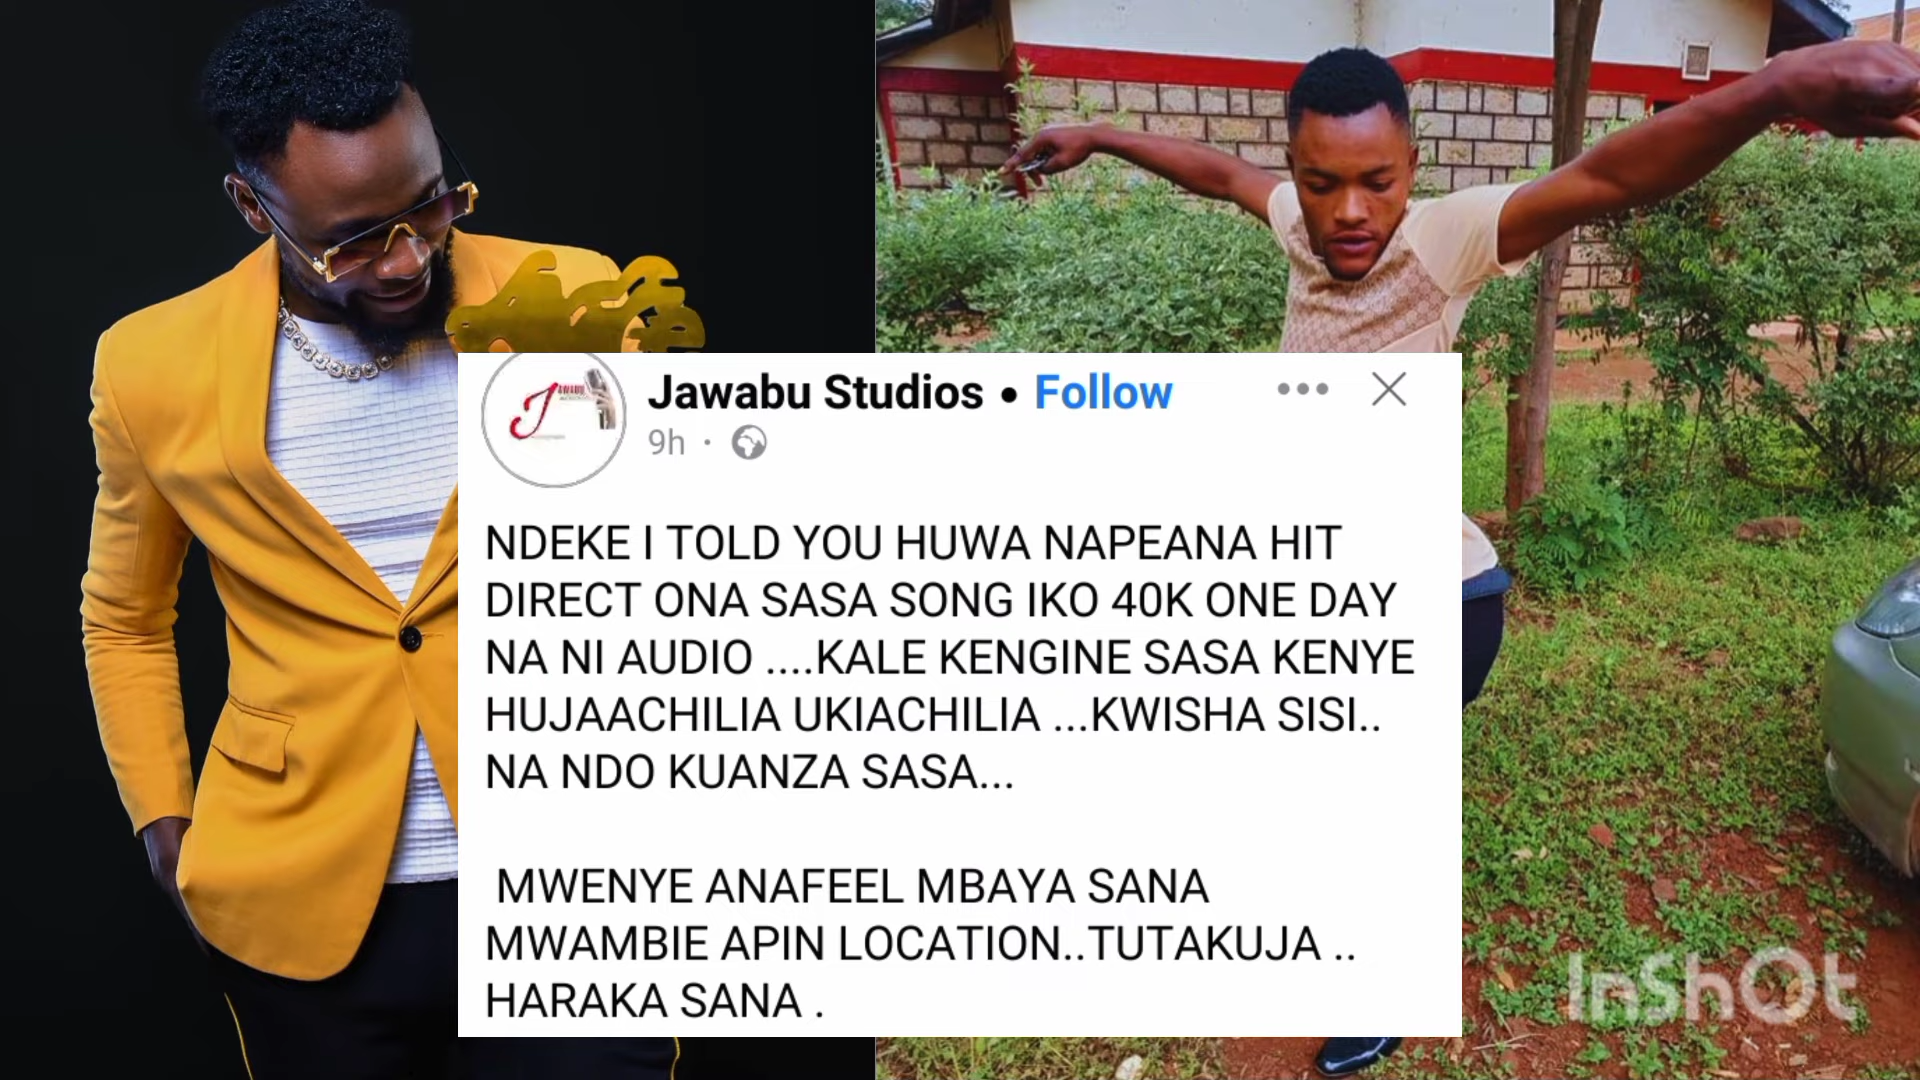 Jawabu Studios • Follow
9h ·
NDEKE I TOLD YOU HUWA NAPEANA HIT
DIRECT ONA SASA SONG IKO 40K ONE DAY
NA NI AUDIO ....KALE KENGINE SASA KENYE
HUJAACHILIA UKIACHILIA ...KWISHA SISI..
NA NDO KUANZA SASA...
MWENYE ANAFEEL MBAYA SANA
MWAMBIE APIN LOCATION..TUTAKUJA ..
HARAKA SANA .
InShOt